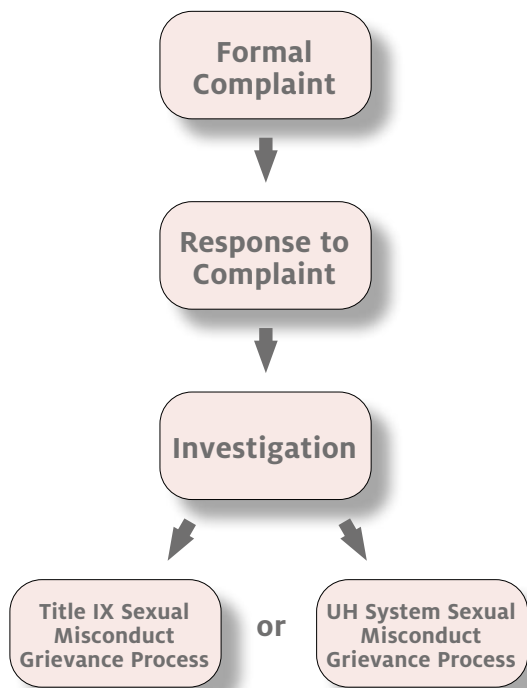 Formal
Complaint
Response to
Complaint
Investigation
Title IX Sexual
Misconduct
Grievance Process
or
UH System Sexual
Misconduct
Grievance Process